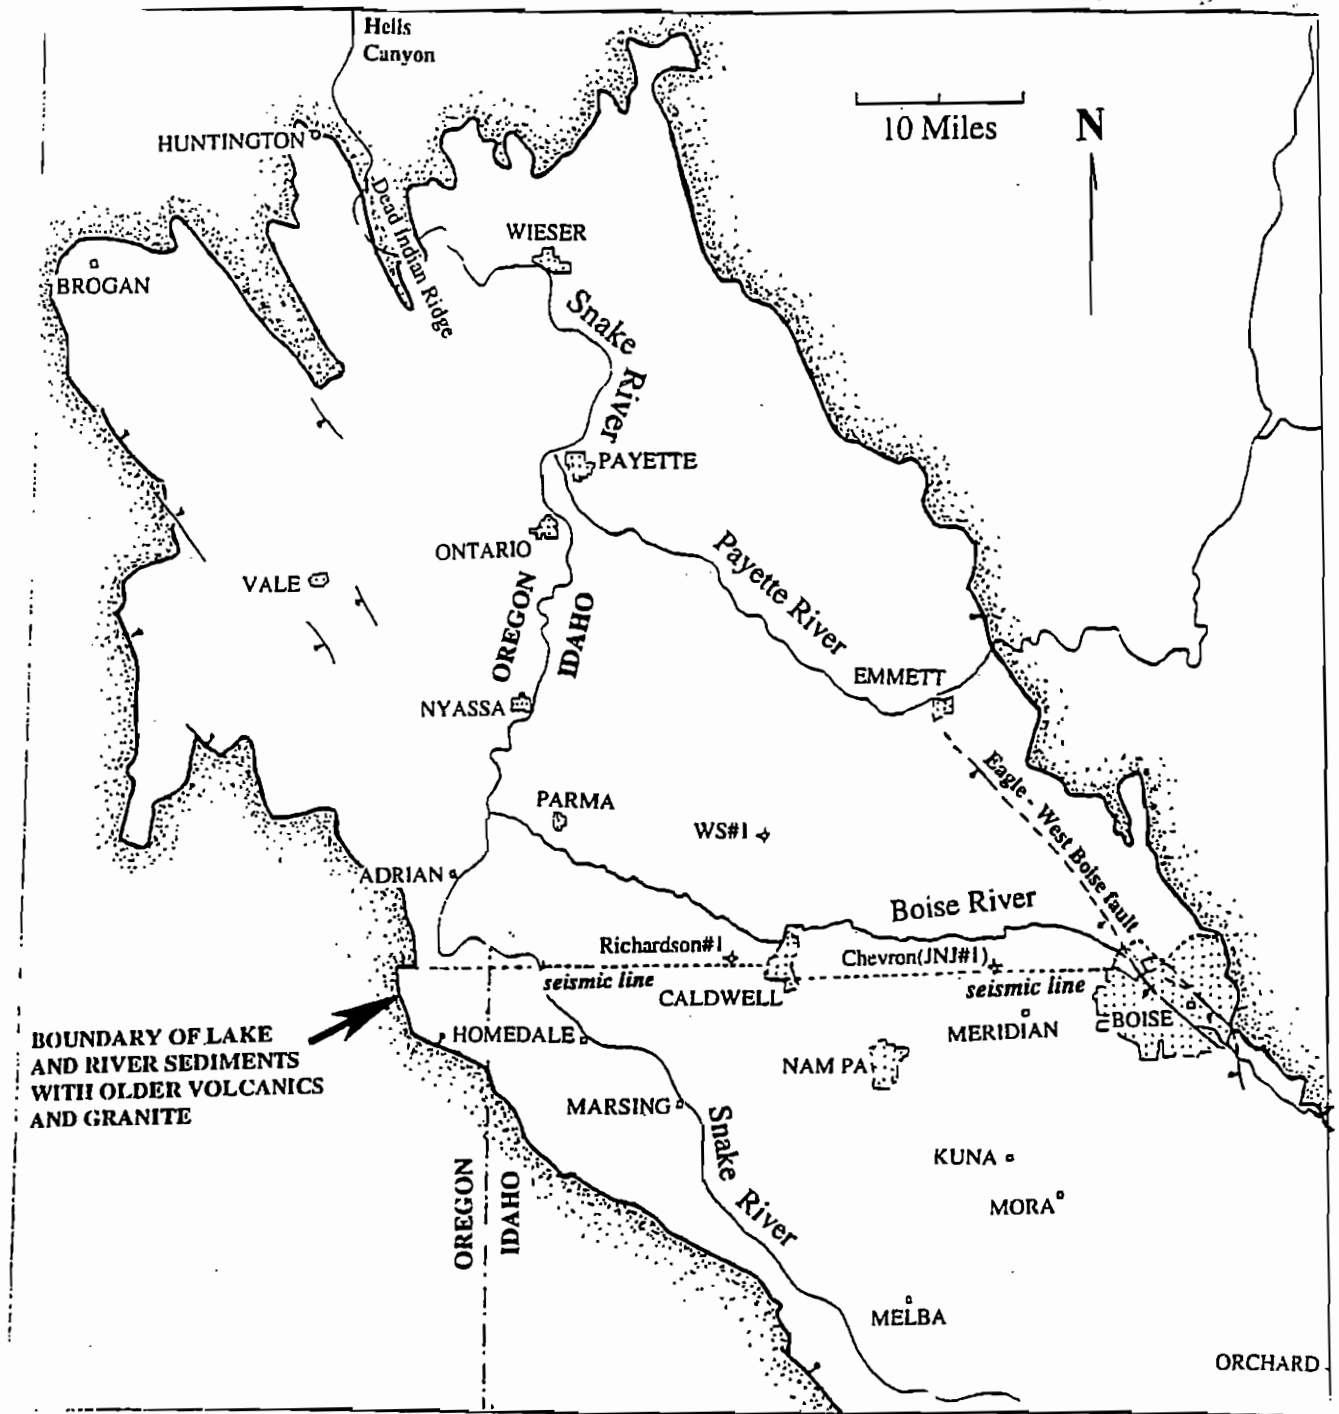 Hells
Canyon
10 Miles
N
HUNTINGTON
Dead Indian Ridge
WIESER
BROGAN
Snake River
PAYETTE
ONTARIO
Payette River
VALE
OREGON
IDAHO
EMMETT
NYASSA
Eagle - West Boise fault
PARMA
WS#1
ADRIAN
Boise River
Richardson#1
Chevron(JNJ#1)
seismic line
seismic line
CALDWELL
BOUNDARY OF LAKE
AND RIVER SEDIMENTS
WITH OLDER VOLCANICS
AND GRANITE
HOMEDALE
MERIDIAN
BOISE
NAMPA
MARSING
Snake River
KUNA
OREGON
IDAHO
MORA
MELBA
ORCHARD